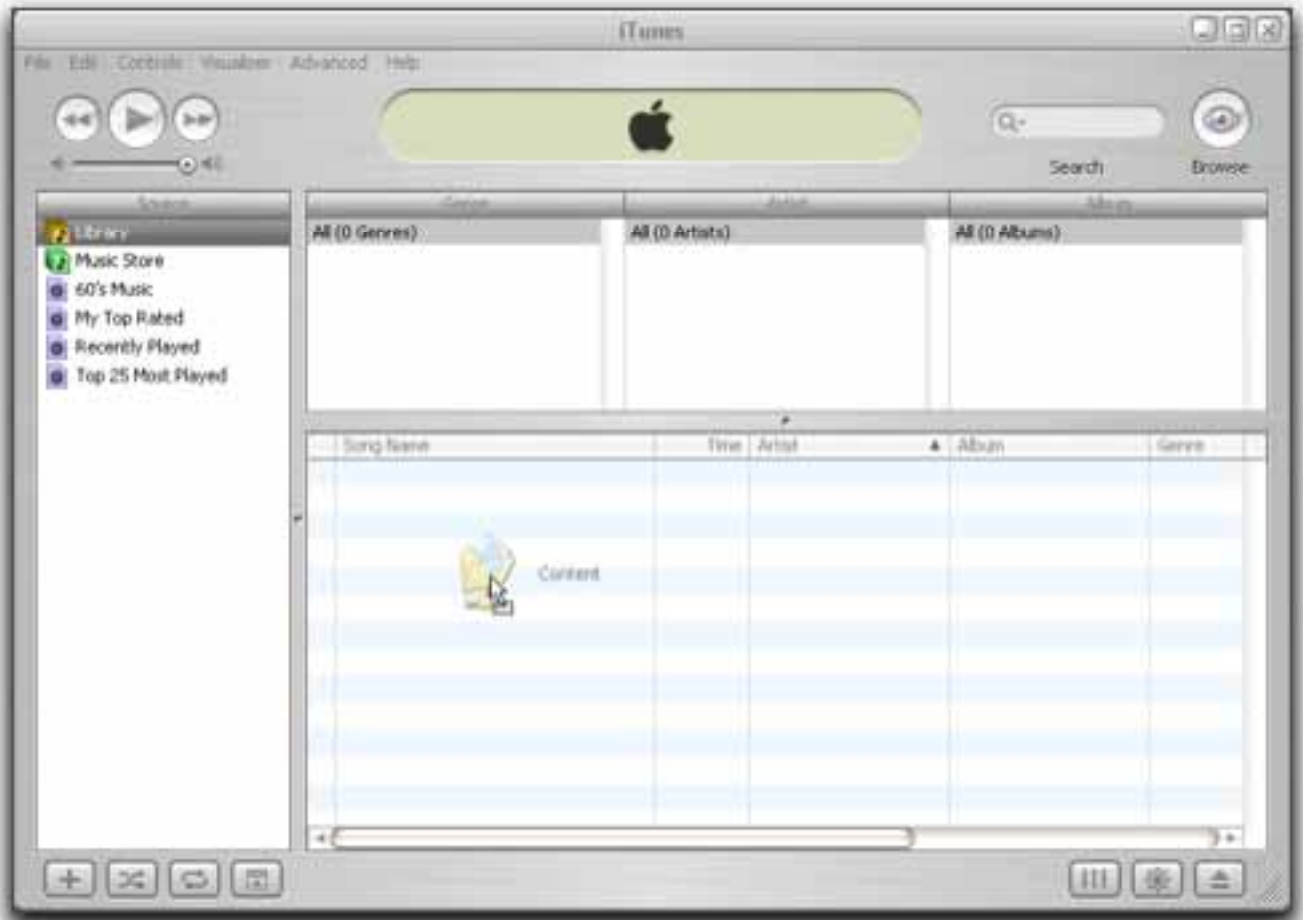 iTunes
File Edit Controls Visualizer Advanced Help
Search
Browse
Source
Genre
Artist
Album
Library
Music Store
60's Music
My Top Rated
Recently Played
Top 25 Most Played
All (0 Genres)
All (0 Artists)
All (0 Albums)
Song Name
Time
Artist
Album
Genre
Content